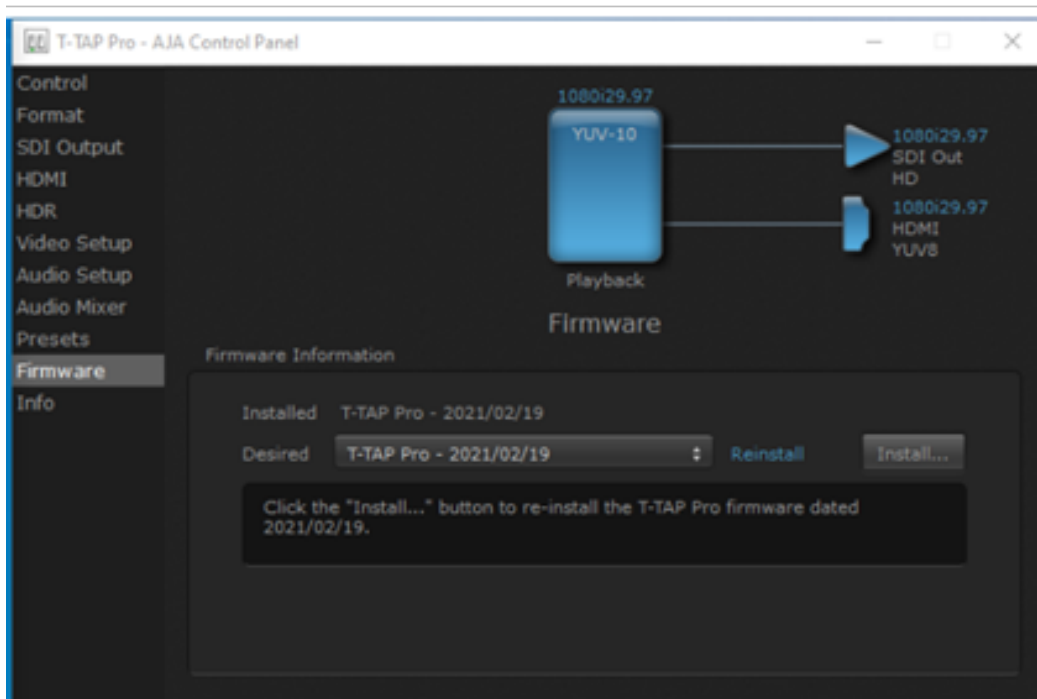 T-TAP Pro - AJA Control Panel
Control
Format
SDI Output
HDMI
HDR
Video Setup
Audio Setup
Audio Mixer
Presets
Firmware
Info
1080i29.97
YUV-10
Playback
1080i29.97
SDI Out
HD
1080i29.97
HDMI
YUV8
Firmware
Firmware Information
Installed T-TAP Pro - 2021/02/19
Desired T-TAP Pro - 2021/02/19 Reinstall Install...
Click the "Install..." button to re-install the T-TAP Pro firmware dated
2021/02/19.